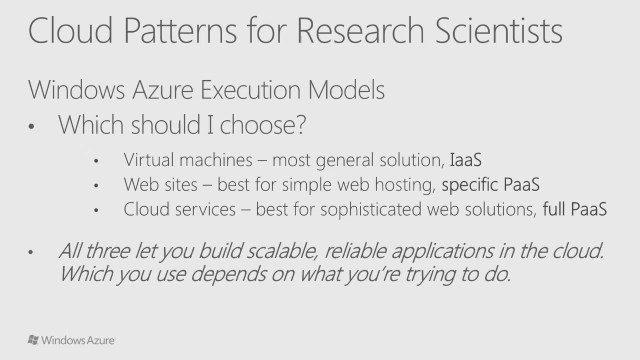 Cloud Patterns for Research Scientists
Windows Azure Execution Models
• Which should I choose?
• Virtual machines – most general solution, IaaS
• Web sites – best for simple web hosting, specific PaaS
• Cloud services – best for sophisticated web solutions, full PaaS
• All three let you build scalable, reliable applications in the cloud.
Which you use depends on what you're trying to do.
Windows Azure